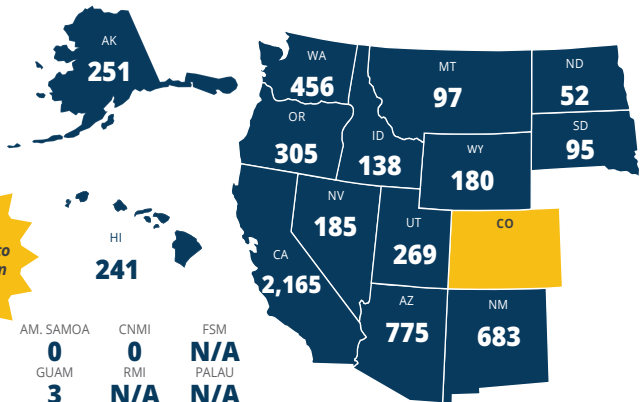 AK
251
WA
456
MT
97
ND
52
OR
305
ID
138
SD
95
WY
180
NV
185
UT
269
CO
HI
241
CA
2,165
AZ
775
NM
683
AM. SAMOA CNMI FSM
0 0 N/A
GUAM RMI PALAU
3 N/A N/A